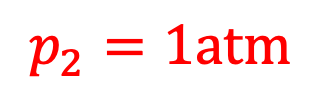 p₂ = 1atm